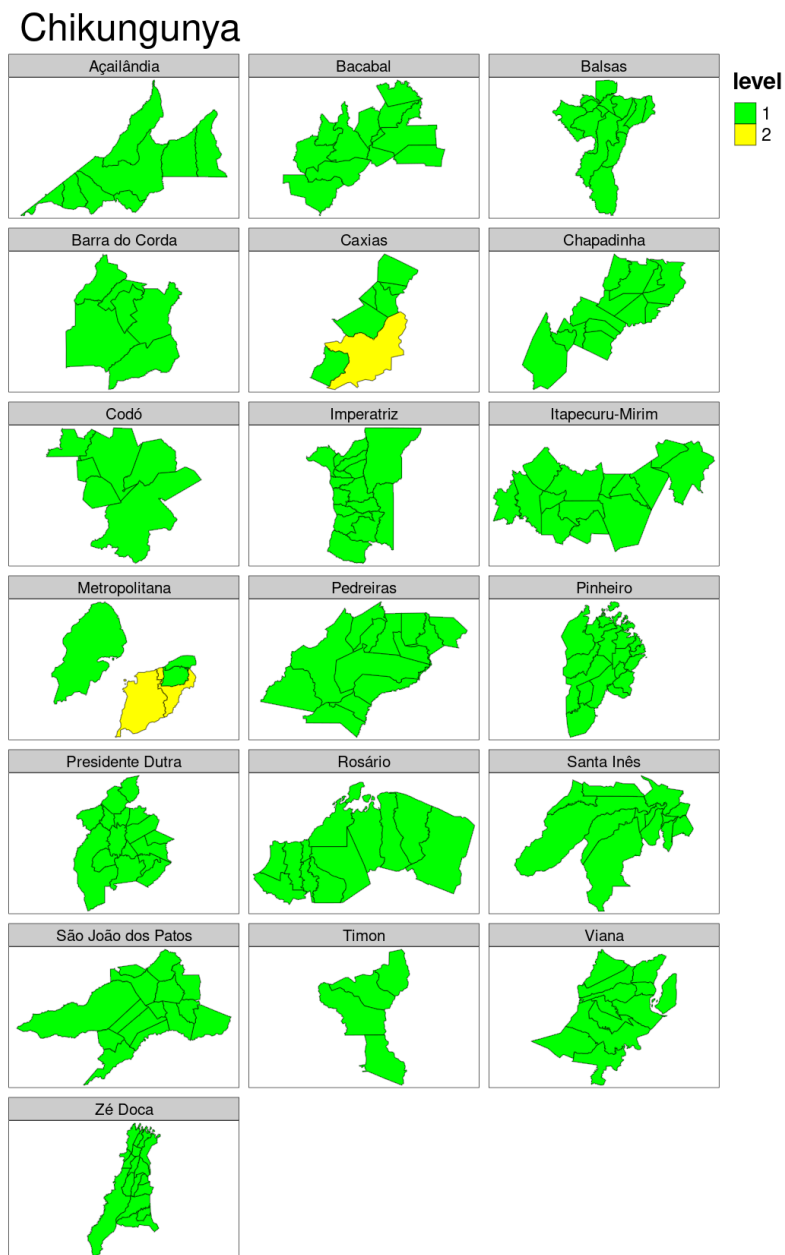 Chikungunya
Açailândia
Bacabal
Balsas
level
1
2
Barra do Corda
Caxias
Chapadinha
Codó
Imperatriz
Itapecuru-Mirim
Metropolitana
Pedreiras
Pinheiro
Presidente Dutra
Rosário
Santa Inês
São João dos Patos
Timon
Viana
Zé Doca